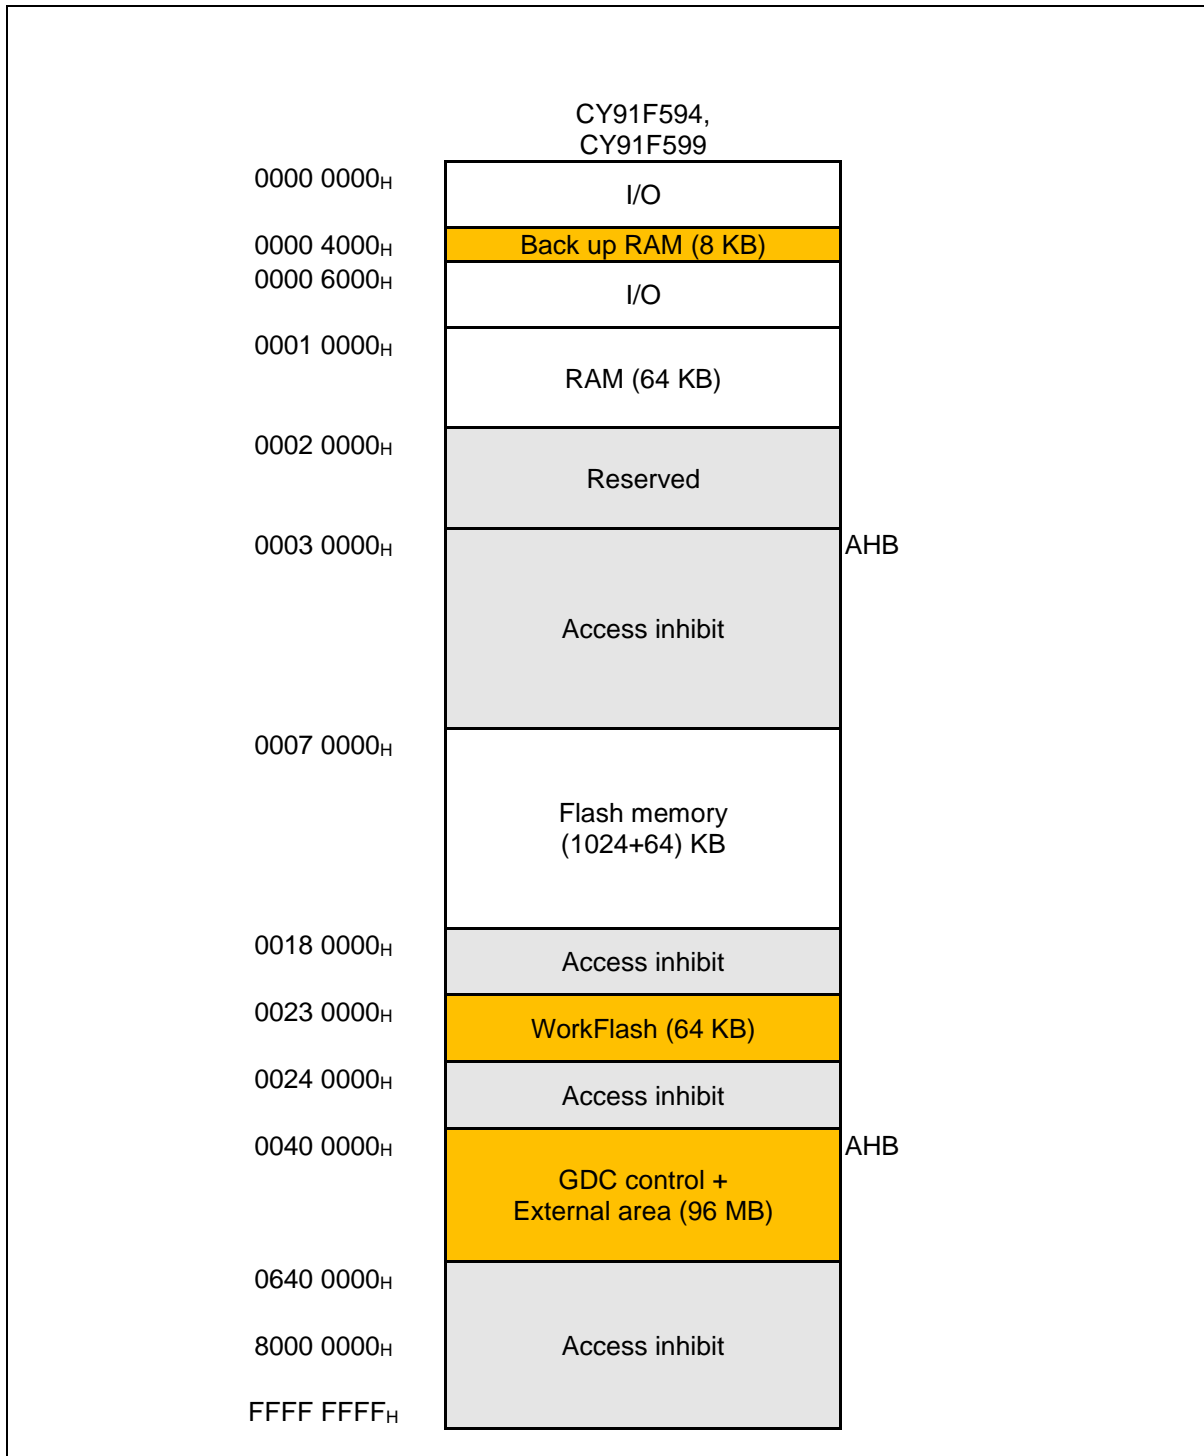 CY91F594,
CY91F599
0000 0000H
I/O
0000 4000H
Back up RAM (8 KB)
0000 6000H
I/O
0001 0000H
RAM (64 KB)
0002 0000H
Reserved
0003 0000H
AHB
Access inhibit
0007 0000H
Flash memory
(1024+64) KB
0018 0000H
Access inhibit
0023 0000H
WorkFlash (64 KB)
0024 0000H
Access inhibit
0040 0000H
AHB
GDC control +
External area (96 MB)
0640 0000H
8000 0000H
Access inhibit
FFFF FFFFH